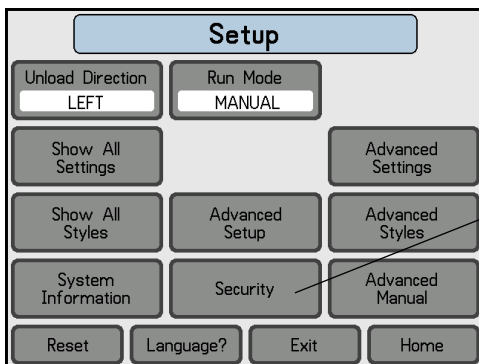 Setup
Unload Direction Run Mode
LEFT MANUAL
Show All Advanced
Settings Settings
Show All Advanced Advanced
Styles Setup Styles
System Security Advanced
Information Manual
Reset Language? Exit Home